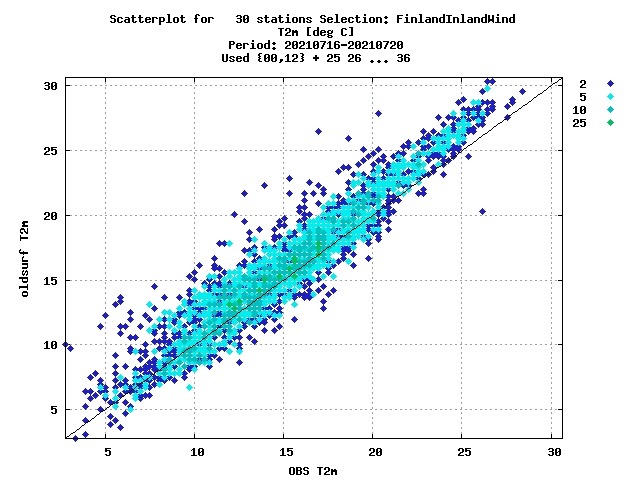 Scatterplot for   30 stations Selection: FinlandInlandWind
T2m [deg C]
Period: 20210716-20210720
Used {00,12} + 25 26 ... 36
2
5
10
25
30
25
20
15
10
5
oldsurf T2m
5 10 15 20 25 30
OBS T2m